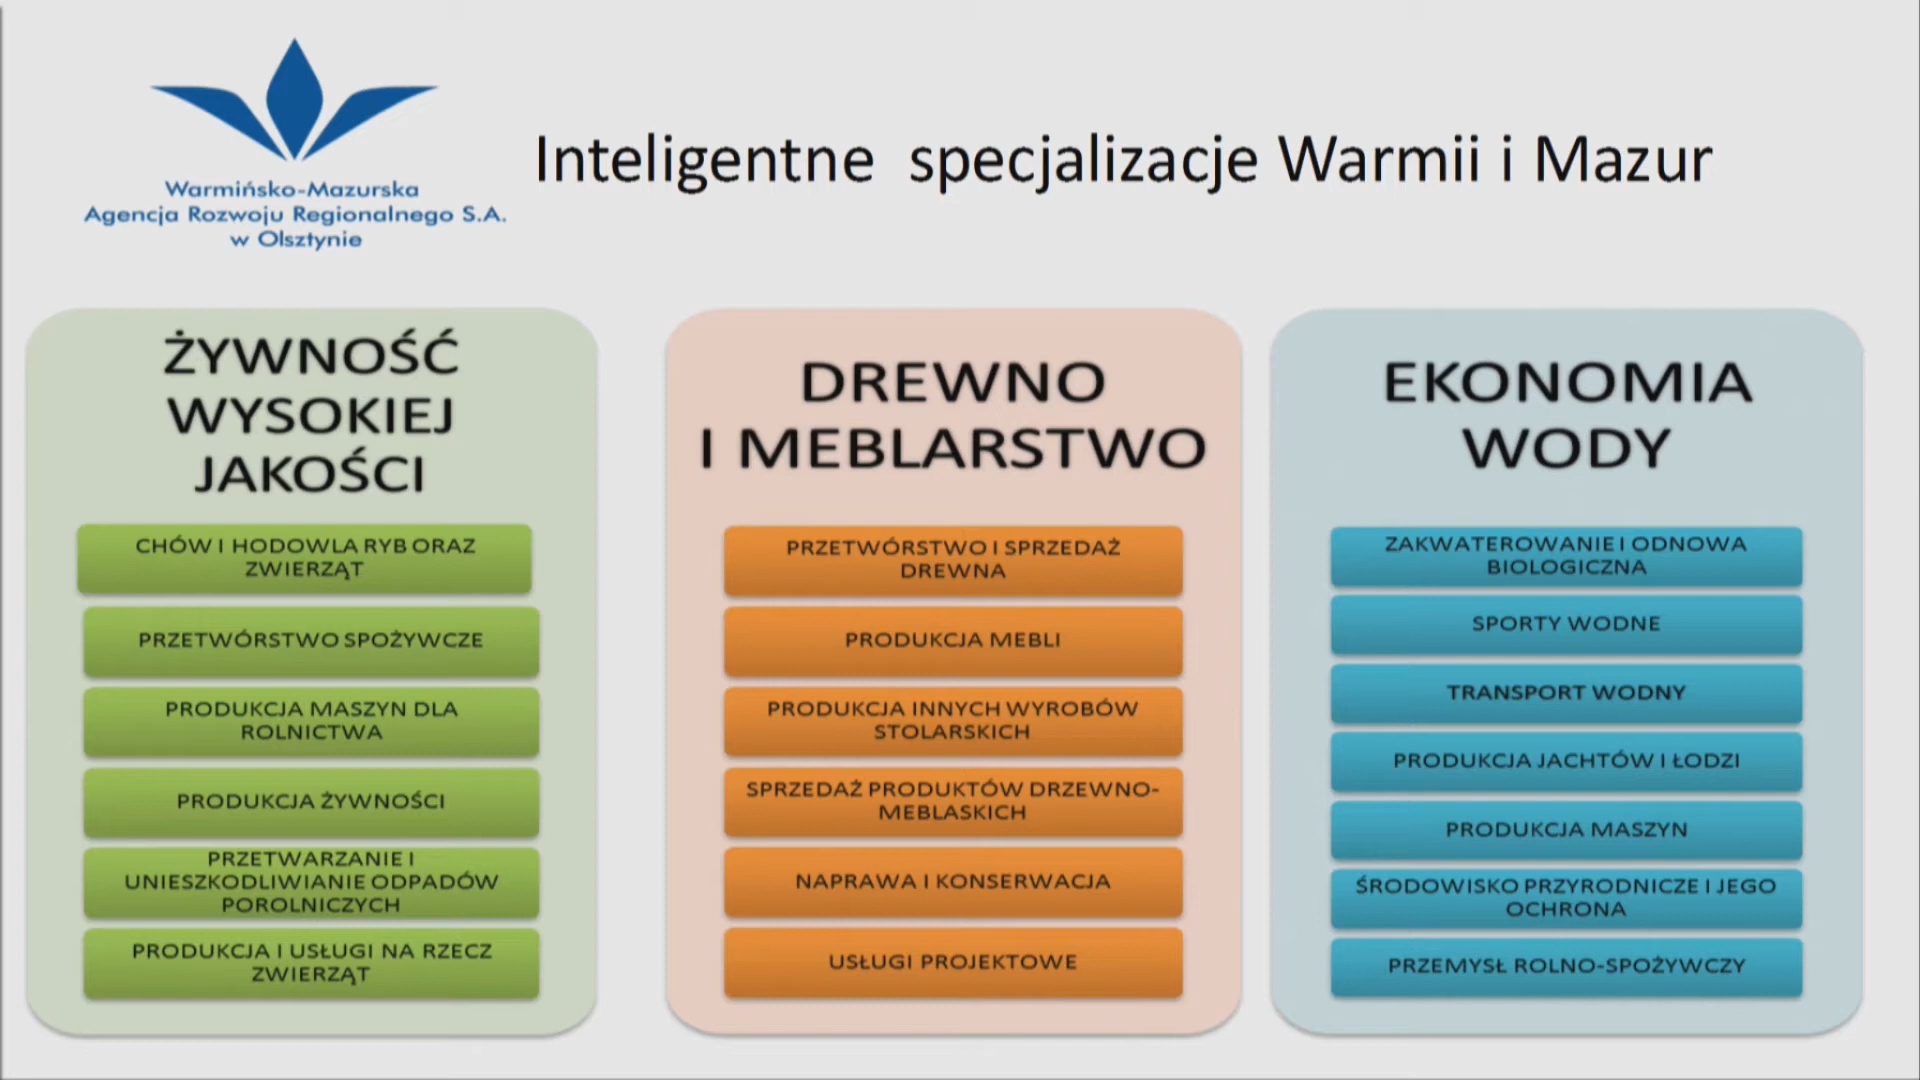 Warmińsko-Mazurska
Agencja Rozwoju Regionalnego S.A.
w Olsztynie
Inteligentne specjalizacje Warmii i Mazur
ŻYWNOŚĆ
WYSOKIEJ
JAKOŚCI
CHÓW I HODOWLA RYB ORAZ
ZWIERZĄT
PRZETWÓRSTWO SPOŻYWCZE
PRODUKCJA MASZYN DLA
ROLNICTWA
PRODUKCJA ŻYWNOŚCI
PRZETWARZANIE I
UNIESZKODLIWIANIE ODPADÓW
POROLNICZYCH
PRODUKCJA I USŁUGI NA RZECZ
ZWIERZĄT
DREWNO
I MEBLARSTWO
PRZETWÓRSTWO I SPRZEDAŻ
DREWNA
PRODUKCJA MEBLI
PRODUKCJA INNYCH WYROBÓW
STOLARSKICH
SPRZEDAŻ PRODUKTÓW DRZEWNO-
MEBLASKICH
NAPRAWA I KONSERWACJA
USŁUGI PROJEKTOWE
EKONOMIA
WODY
ZAKWATEROWANIE I ODNOWA
BIOLOGICZNA
SPORTY WODNE
TRANSPORT WODNY
PRODUKCJA JACHTÓW I ŁODZI
PRODUKCJA MASZYN
ŚRODOWISKO PRZYRODNICZE I JEGO
OCHRONA
PRZEMYSŁ ROLNO-SPOŻYWCZY